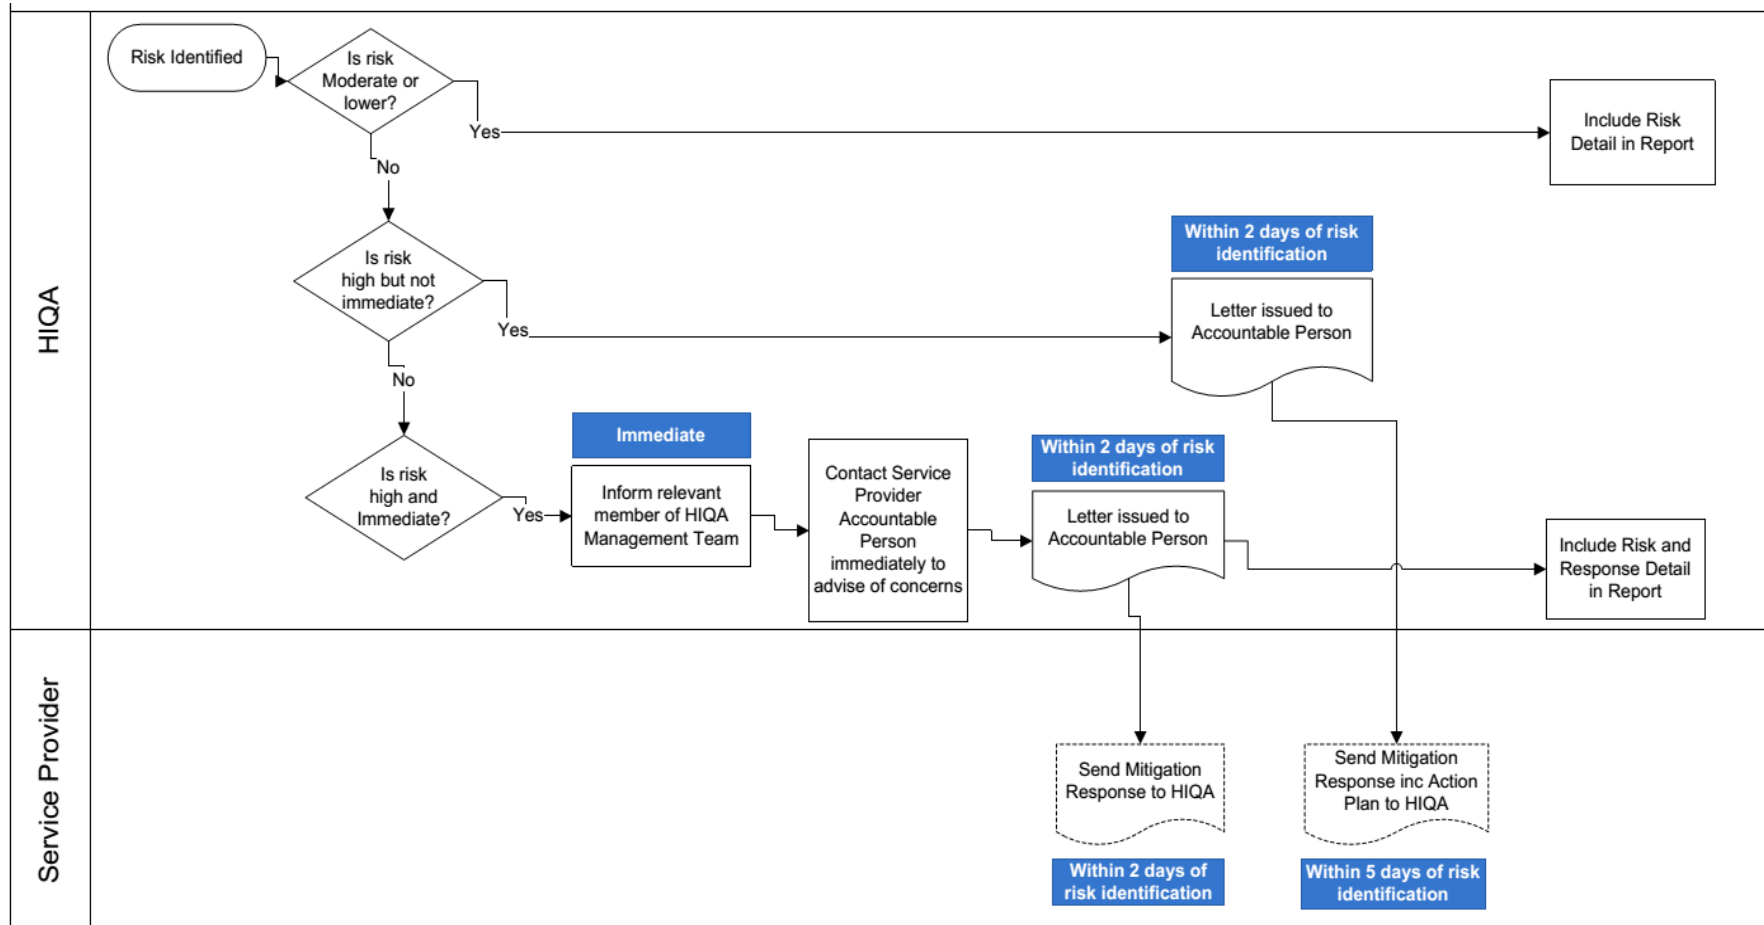 HIQA
Risk Identified
Is risk
Moderate or
lower?
Yes
Include Risk
Detail in Report
No
Is risk
high but not
immediate?
Yes
Within 2 days of risk
identification
Letter issued to
Accountable Person
No
Is risk
high and
Immediate?
Yes
Immediate
Inform relevant
member of HIQA
Management Team
Contact Service
Provider
Accountable
Person
immediately to
advise of concerns
Within 2 days of risk
identification
Letter issued to
Accountable Person
Include Risk and
Response Detail
in Report
Service Provider
Send Mitigation
Response to HIQA
Within 2 days of
risk identification
Send Mitigation
Response inc Action
Plan to HIQA
Within 5 days of risk
identification